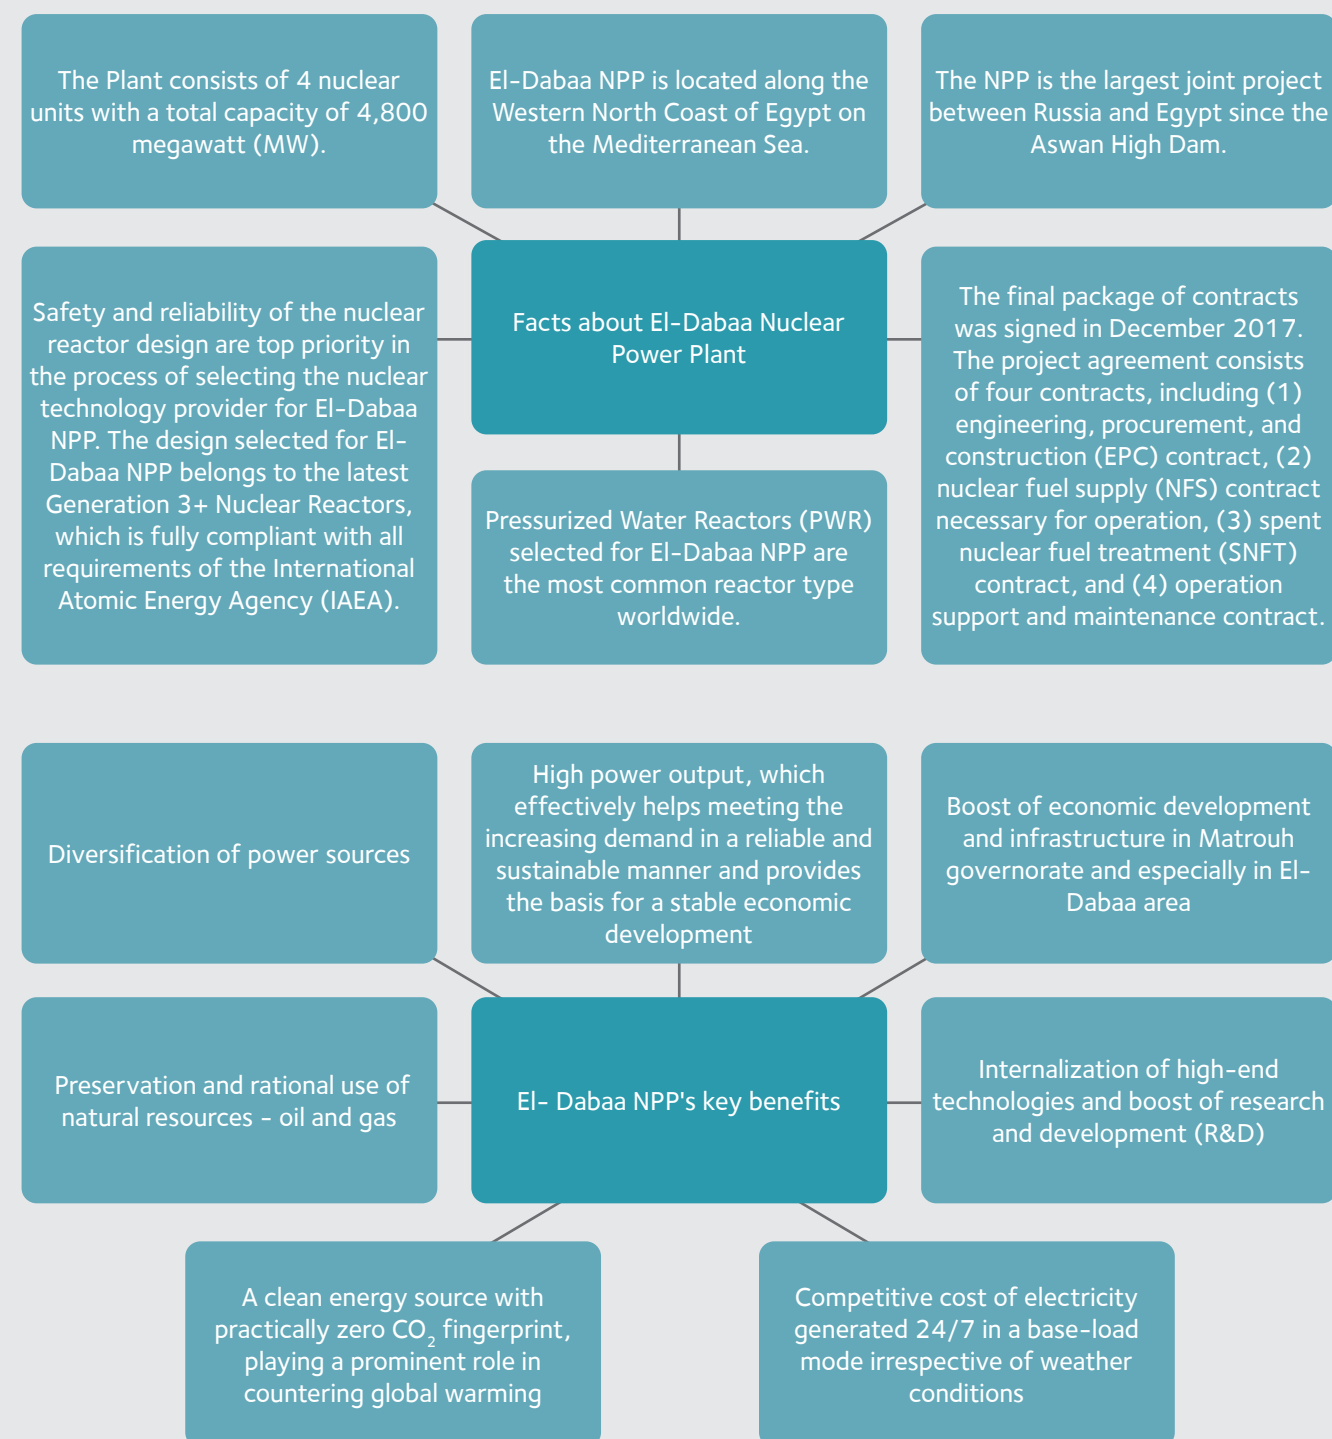 The Plant consists of 4 nuclear
units with a total capacity of 4,800
megawatt (MW).
El-Dabaa NPP is located along the
Western North Coast of Egypt on
the Mediterranean Sea.
The NPP is the largest joint project
between Russia and Egypt since the
Aswan High Dam.
Safety and reliability of the nuclear
reactor design are top priority in
the process of selecting the nuclear
technology provider for El-Dabaa
NPP. The design selected for El-
Dabaa NPP belongs to the latest
Generation 3+ Nuclear Reactors,
which is fully compliant with all
requirements of the International
Atomic Energy Agency (IAEA).
Facts about El-Dabaa Nuclear
Power Plant
The final package of contracts
was signed in December 2017.
The project agreement consists
of four contracts, including (1)
engineering, procurement, and
construction (EPC) contract, (2)
nuclear fuel supply (NFS) contract
necessary for operation, (3) spent
nuclear fuel treatment (SNFT)
contract, and (4) operation
support and maintenance contract.
Pressurized Water Reactors (PWR)
selected for El-Dabaa NPP are
the most common reactor type
worldwide.
Diversification of power sources
High power output, which
effectively helps meeting the
increasing demand in a reliable and
sustainable manner and provides
the basis for a stable economic
development
Boost of economic development
and infrastructure in Matrouh
governorate and especially in El-
Dabaa area
Preservation and rational use of
natural resources - oil and gas
El- Dabaa NPP's key benefits
Internalization of high-end
technologies and boost of research
and development (R&D)
A clean energy source with
practically zero CO₂ fingerprint,
playing a prominent role in
countering global warming
Competitive cost of electricity
generated 24/7 in a base-load
mode irrespective of weather
conditions